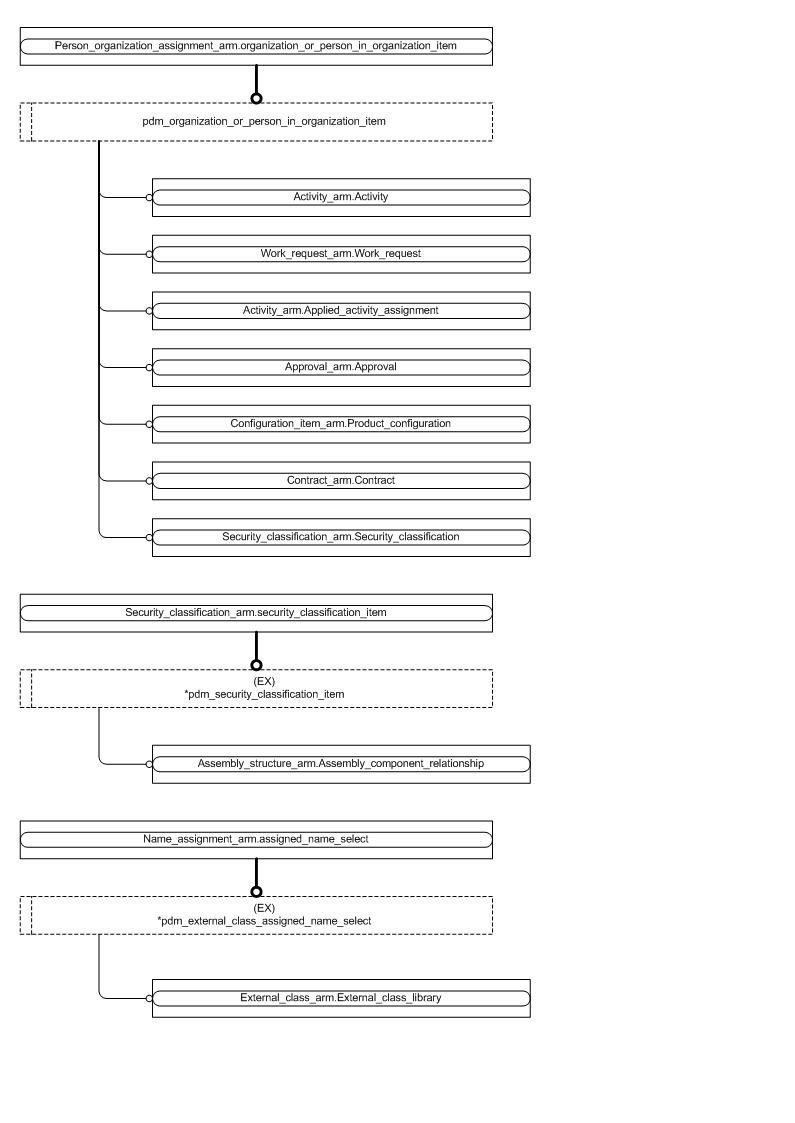 Person_organization_assignment_arm.organization_or_person_in_organization_item
pdm_organization_or_person_in_organization_item
Activity_arm.Activity
Work_request_arm.Work_request
Activity_arm.Applied_activity_assignment
Approval_arm.Approval
Configuration_item_arm.Product_configuration
Contract_arm.Contract
Security_classification_arm.Security_classification
Security_classification_arm.security_classification_item
(EX)
*pdm_security_classification_item
Assembly_structure_arm.Assembly_component_relationship
Name_assignment_arm.assigned_name_select
(EX)
*pdm_external_class_assigned_name_select
External_class_arm.External_class_library